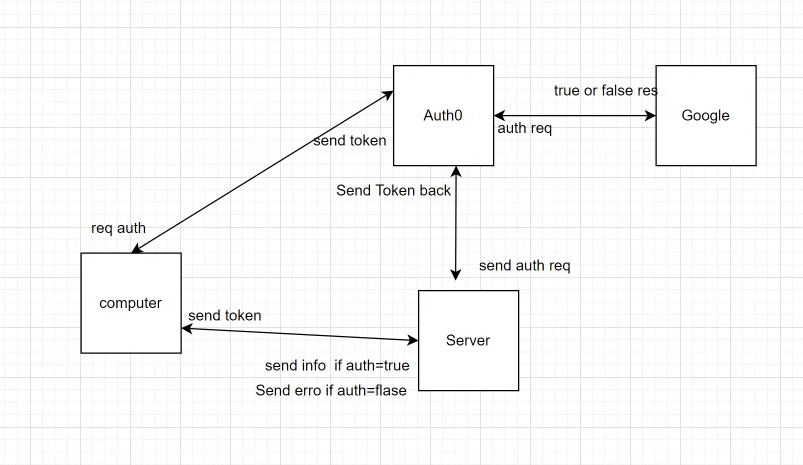 true or false res
Auth0
Google
auth req
send token
Send Token back
req auth
send auth req
computer
send token
Server
send info  if auth=true
Send erro if auth=flase